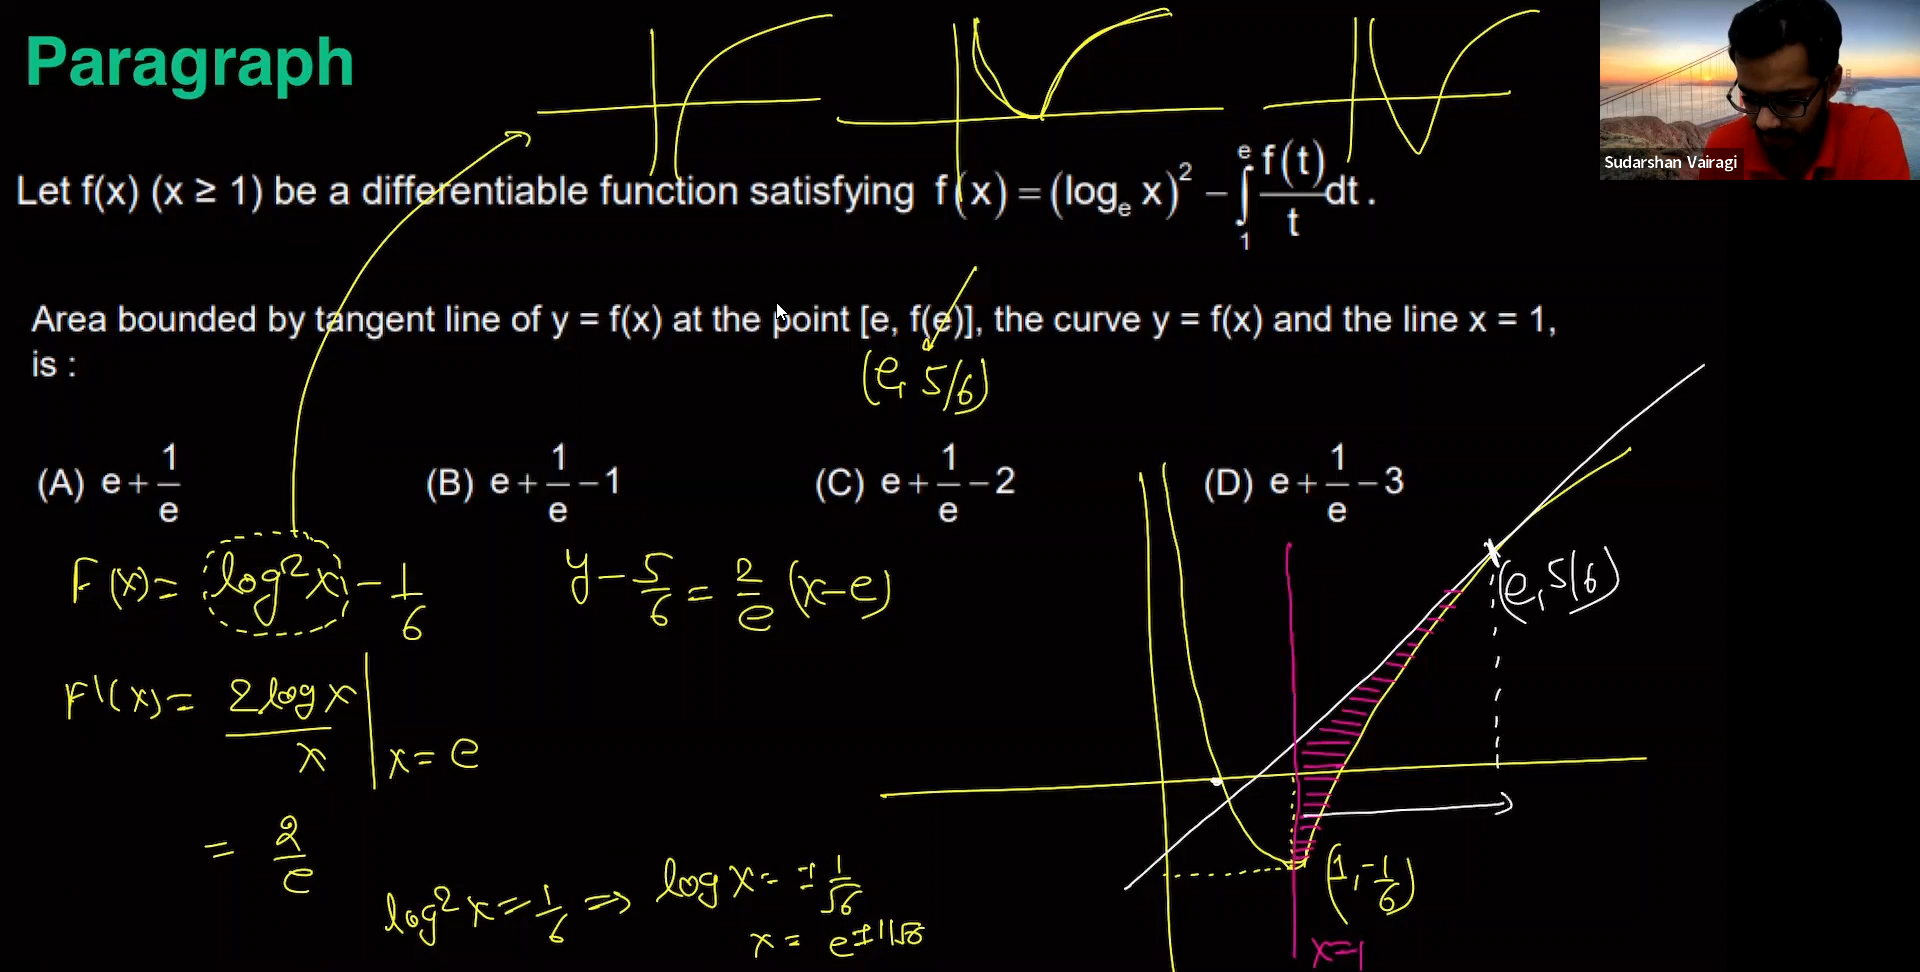 Paragraph
Sudarshan Vairagi
Let f(x) (x ≥ 1) be a differentiable function satisfying f(x) = (logₑ x)² − ∫₁ᵉ f(t)/t dt.
Area bounded by tangent line of y = f(x) at the point [e, f(e)], the curve y = f(x) and the line x = 1,
is :
(e, 5/6)
(A) e + 1/e (B) e + 1/e − 1 (C) e + 1/e − 2 (D) e + 1/e − 3
F(x) = log²x − 1/6
y − 5/6 = 2/e (x − e)
(e, 5/6)
F'(x) = 2 log x / x | x = e
= 2/e
log²x = 1/6 ⇒ log x = ± 1/√6
x = e^±1/√6
(1, −1/6)
x=1